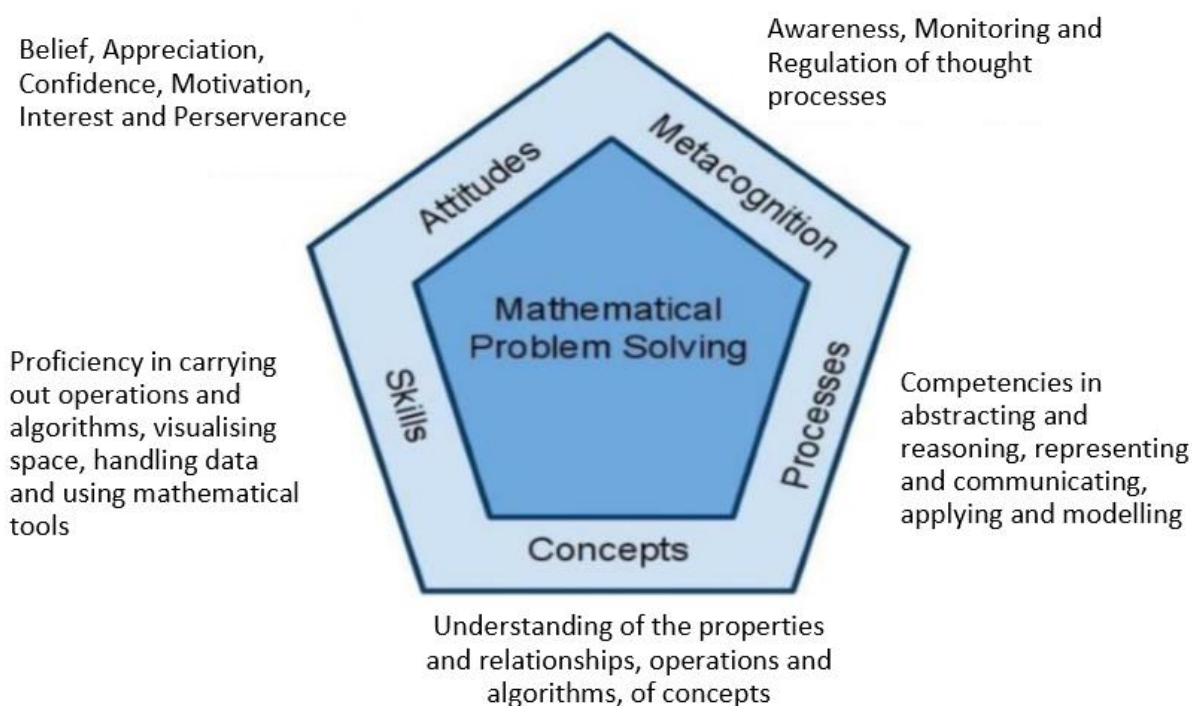 Belief, Appreciation,
Confidence, Motivation,
Interest and Perserverance
Awareness, Monitoring and
Regulation of thought
processes
Attitudes
Metacognition
Mathematical
Problem Solving
Proficiency in carrying
out operations and
algorithms, visualising
space, handling data
and using mathematical
tools
Skills
Processes
Competencies in
abstracting and
reasoning, representing
and communicating,
applying and modelling
Concepts
Understanding of the properties
and relationships, operations and
algorithms, of concepts